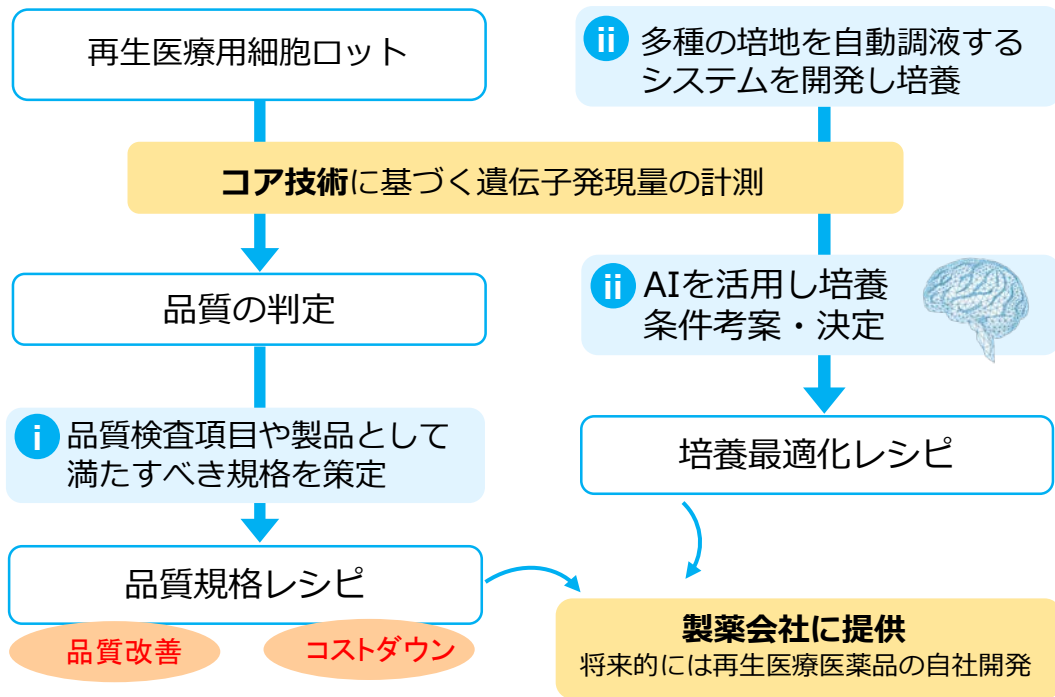 再生医療用細胞ロット
ii 多種の培地を自動調液する
システムを開発し培養
コア技術に基づく遺伝子発現量の計測
品質の判定
ii AIを活用し培養
条件考案・決定
i 品質検査項目や製品として
満たすべき規格を策定
培養最適化レシピ
品質規格レシピ
品質改善
コストダウン
製薬会社に提供
将来的には再生医療医薬品の自社開発